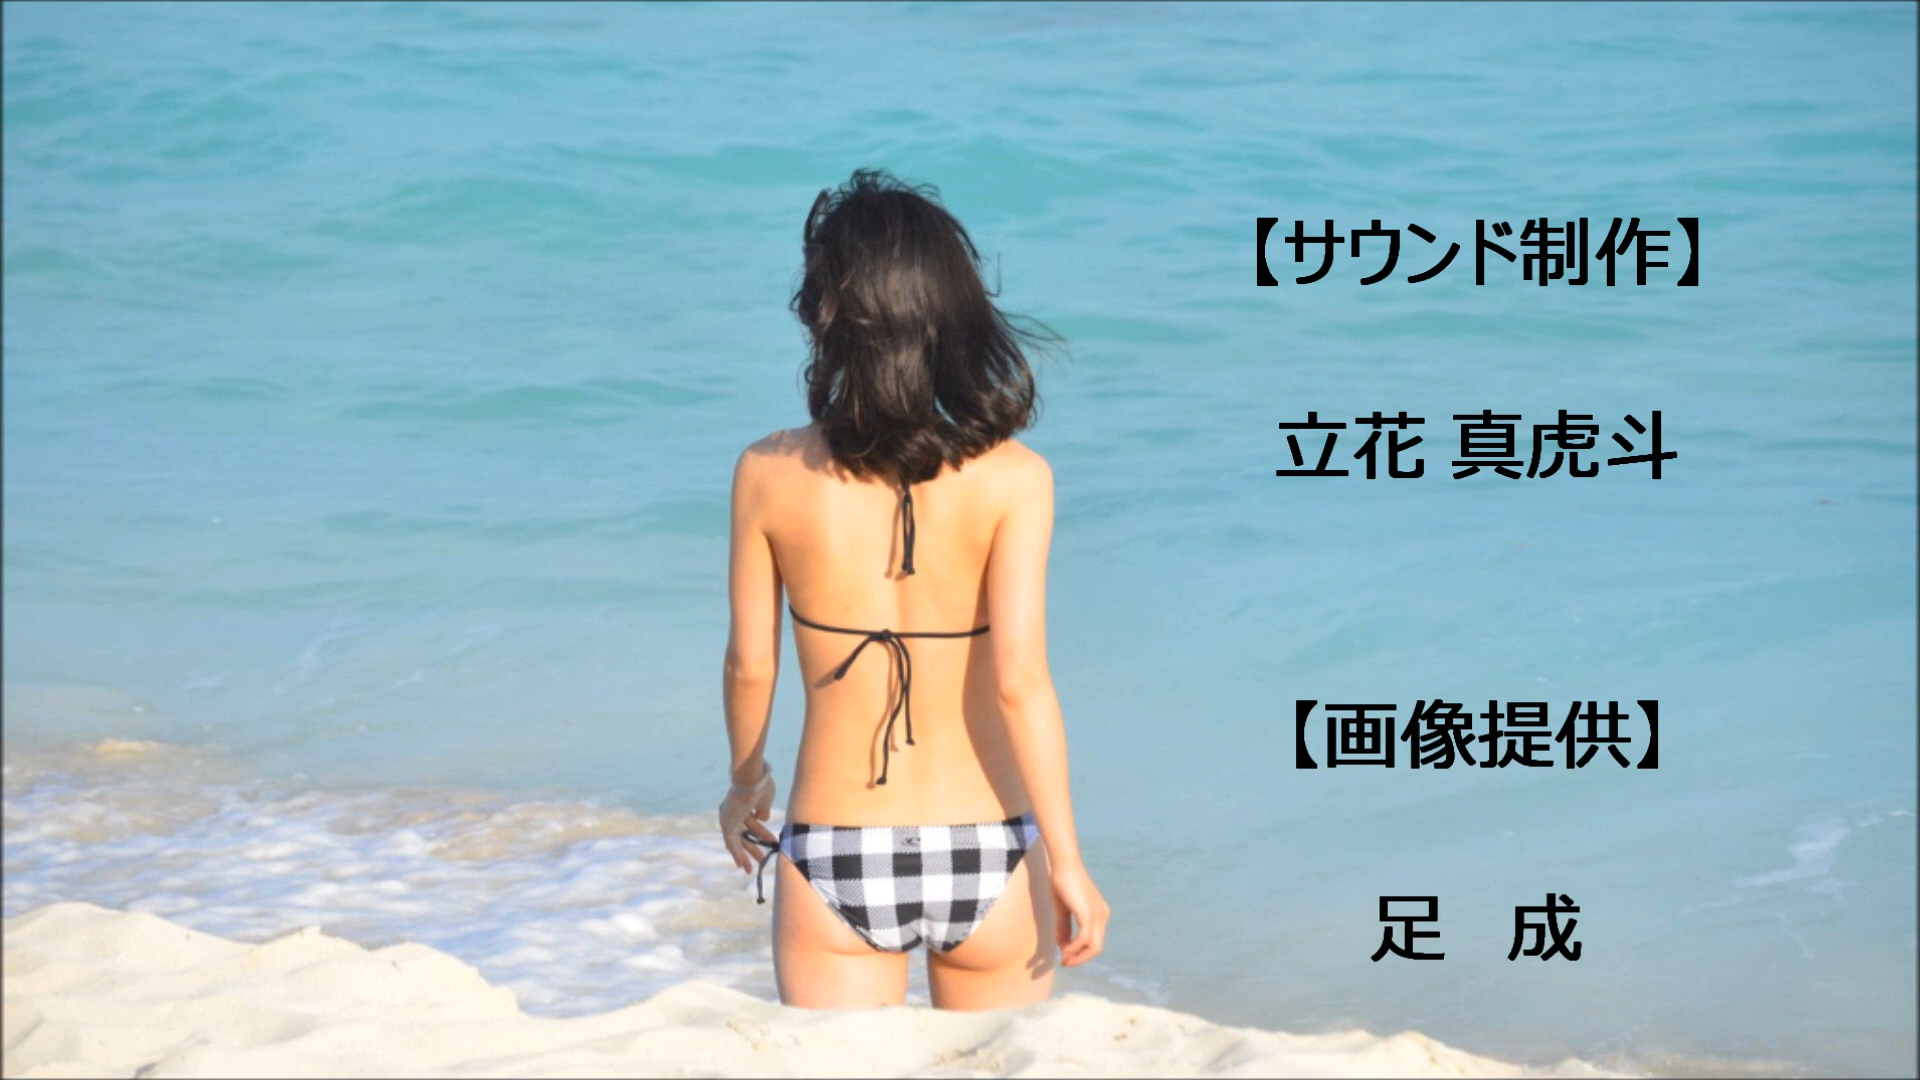 【サウンド制作】
立花 真虎斗
【画像提供】
足　成